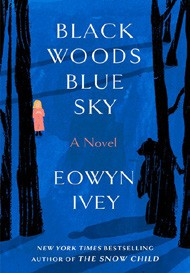 BLACK
WOODS
BLUE
SKY
A Novel
EOWYN
IVEY
NEW YORK TIMES BESTSELLING
AUTHOR OF THE SNOW CHILD